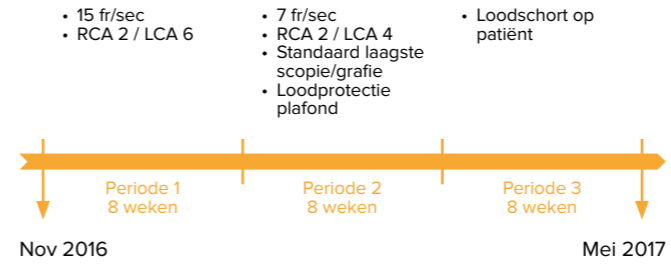 • 15 fr/sec
• RCA 2 / LCA 6
• 7 fr/sec
• RCA 2 / LCA 4
• Standaard laagste
scopie/grafie
• Loodprotectie
plafond
• Loodschort op
patiënt
Periode 1
8 weken
Periode 2
8 weken
Periode 3
8 weken
Nov 2016
Mei 2017